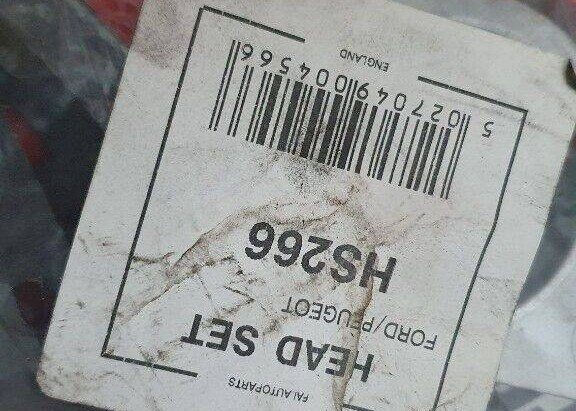 FAI AUTOPARTS
HEAD SET
FORD/PEUGEOT
HS266
5 027049 004566
ENGLAND